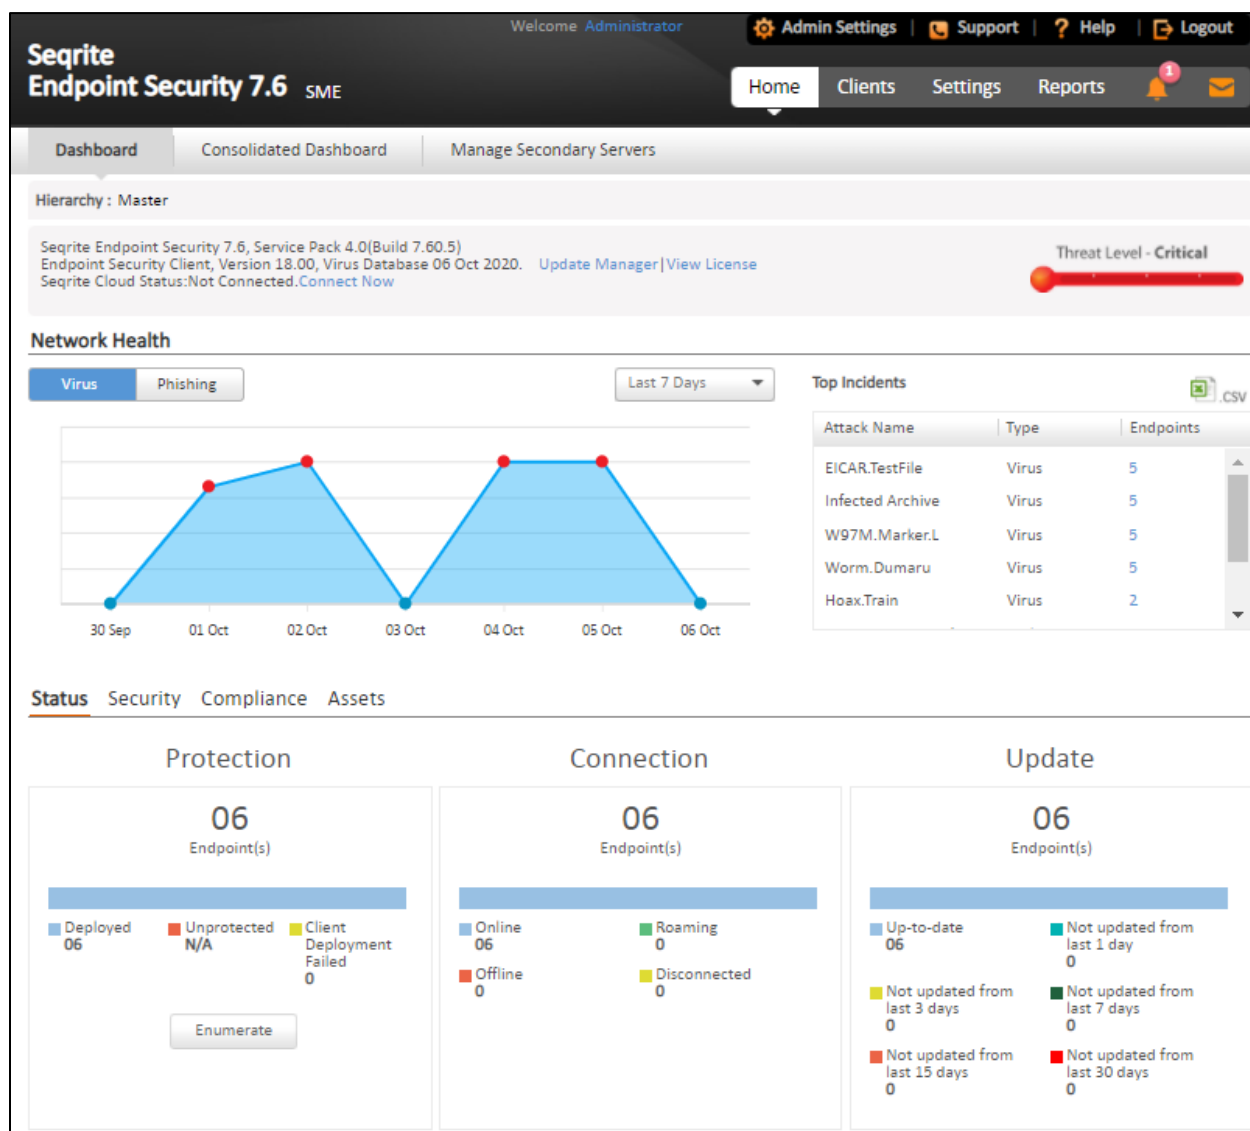 Welcome Administrator
Admin Settings | Support | ? Help | Logout
Seqrite
Endpoint Security 7.6 SME
Home Clients Settings Reports 1
Dashboard Consolidated Dashboard Manage Secondary Servers
Hierarchy : Master
Seqrite Endpoint Security 7.6, Service Pack 4.0(Build 7.60.5)
Endpoint Security Client, Version 18.00, Virus Database 06 Oct 2020. Update Manager|View License
Seqrite Cloud Status:Not Connected.Connect Now
Threat Level - Critical
Network Health
Virus Phishing
Last 7 Days
30 Sep 01 Oct 02 Oct 03 Oct 04 Oct 05 Oct 06 Oct
Top Incidents
.CSV
Attack Name Type Endpoints
EICAR.TestFile Virus 5
Infected Archive Virus 5
W97M.Marker.L Virus 5
Worm.Dumaru Virus 5
Hoax.Train Virus 2
Status Security Compliance Assets
Protection
06
Endpoint(s)
Deployed
06
Unprotected
N/A
Client
Deployment
Failed
0
Enumerate
Connection
06
Endpoint(s)
Online
06
Roaming
0
Offline
0
Disconnected
0
Update
06
Endpoint(s)
Up-to-date
06
Not updated from
last 1 day
0
Not updated from
last 3 days
0
Not updated from
last 7 days
0
Not updated from
last 15 days
0
Not updated from
last 30 days
0